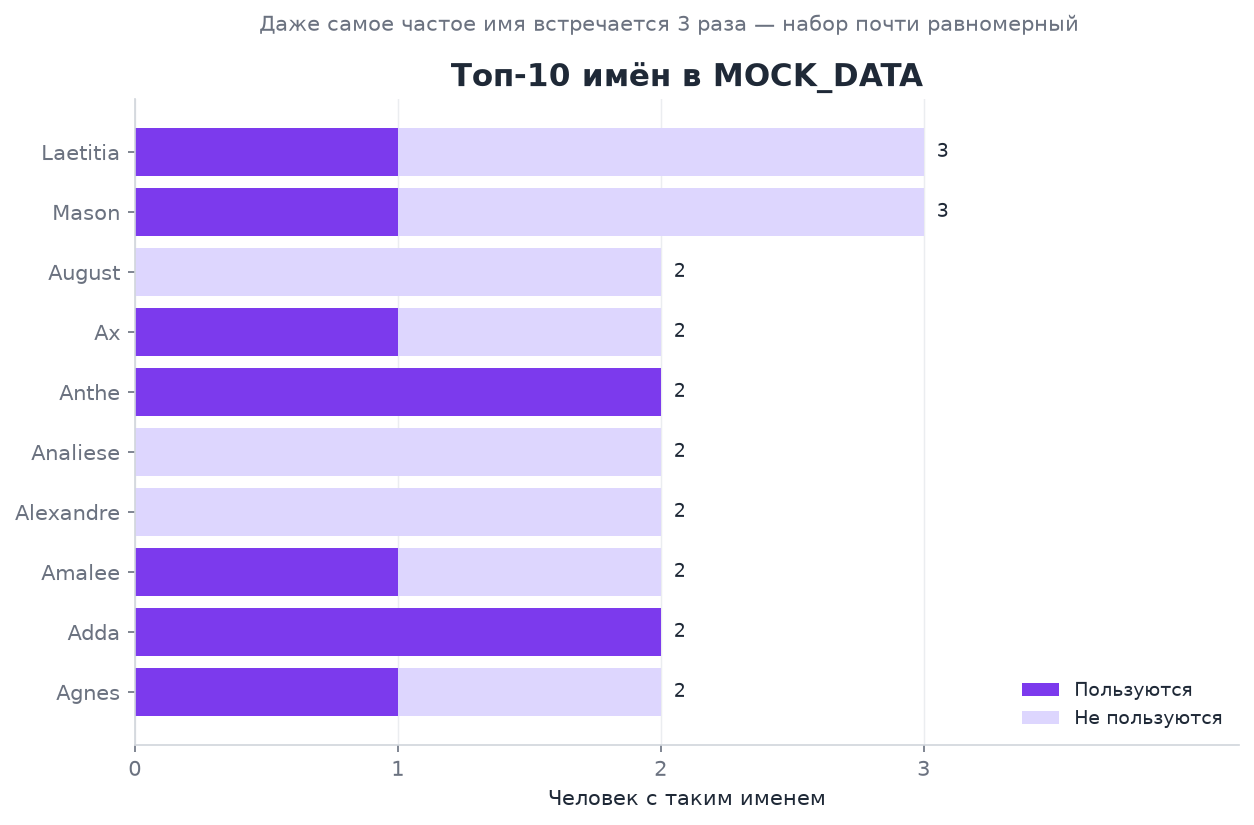 Даже самое частое имя встречается 3 раза — набор почти равномерный
Топ-10 имён в MOCK_DATA
Laetitia 3
Mason 3
August 2
Ax 2
Anthe 2
Analiese 2
Alexandre 2
Amalee 2
Adda 2
Agnes 2
Пользуются
Не пользуются
0 1 2 3
Человек с таким именем